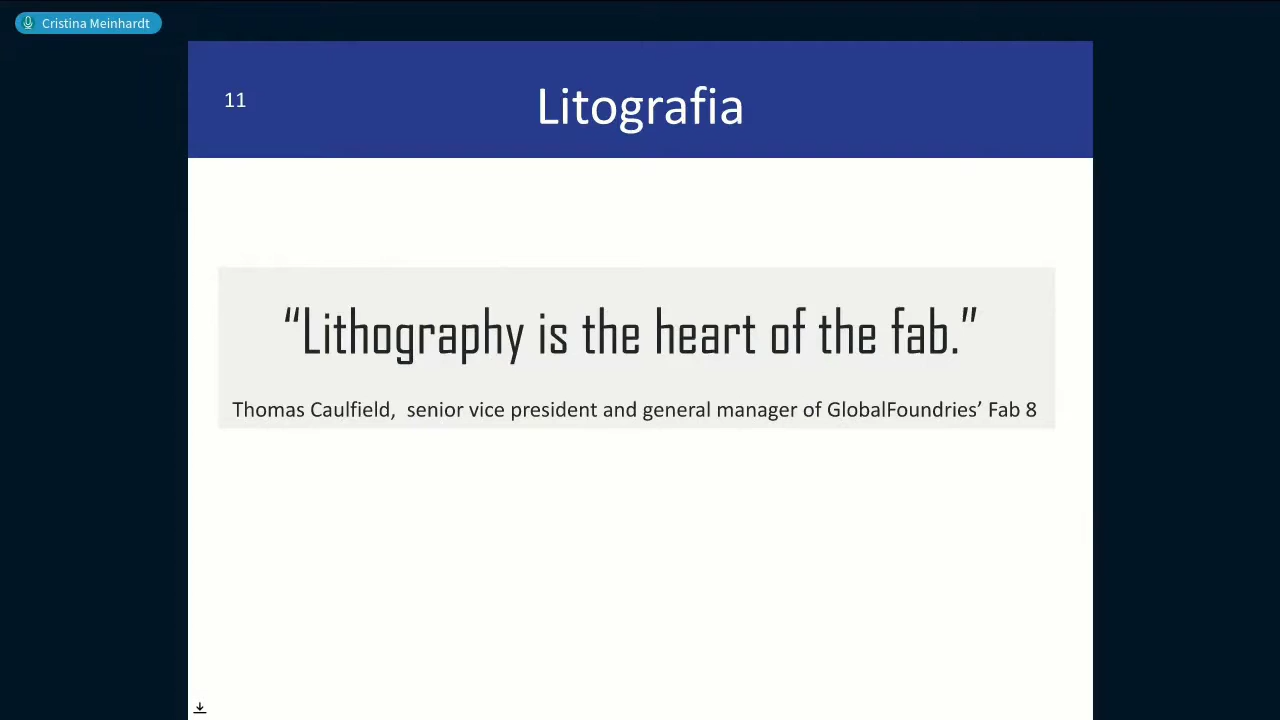 Cristina Meinhardt
11
Litografia
“Lithography is the heart of the fab.”
Thomas Caulfield, senior vice president and general manager of GlobalFoundries’ Fab 8